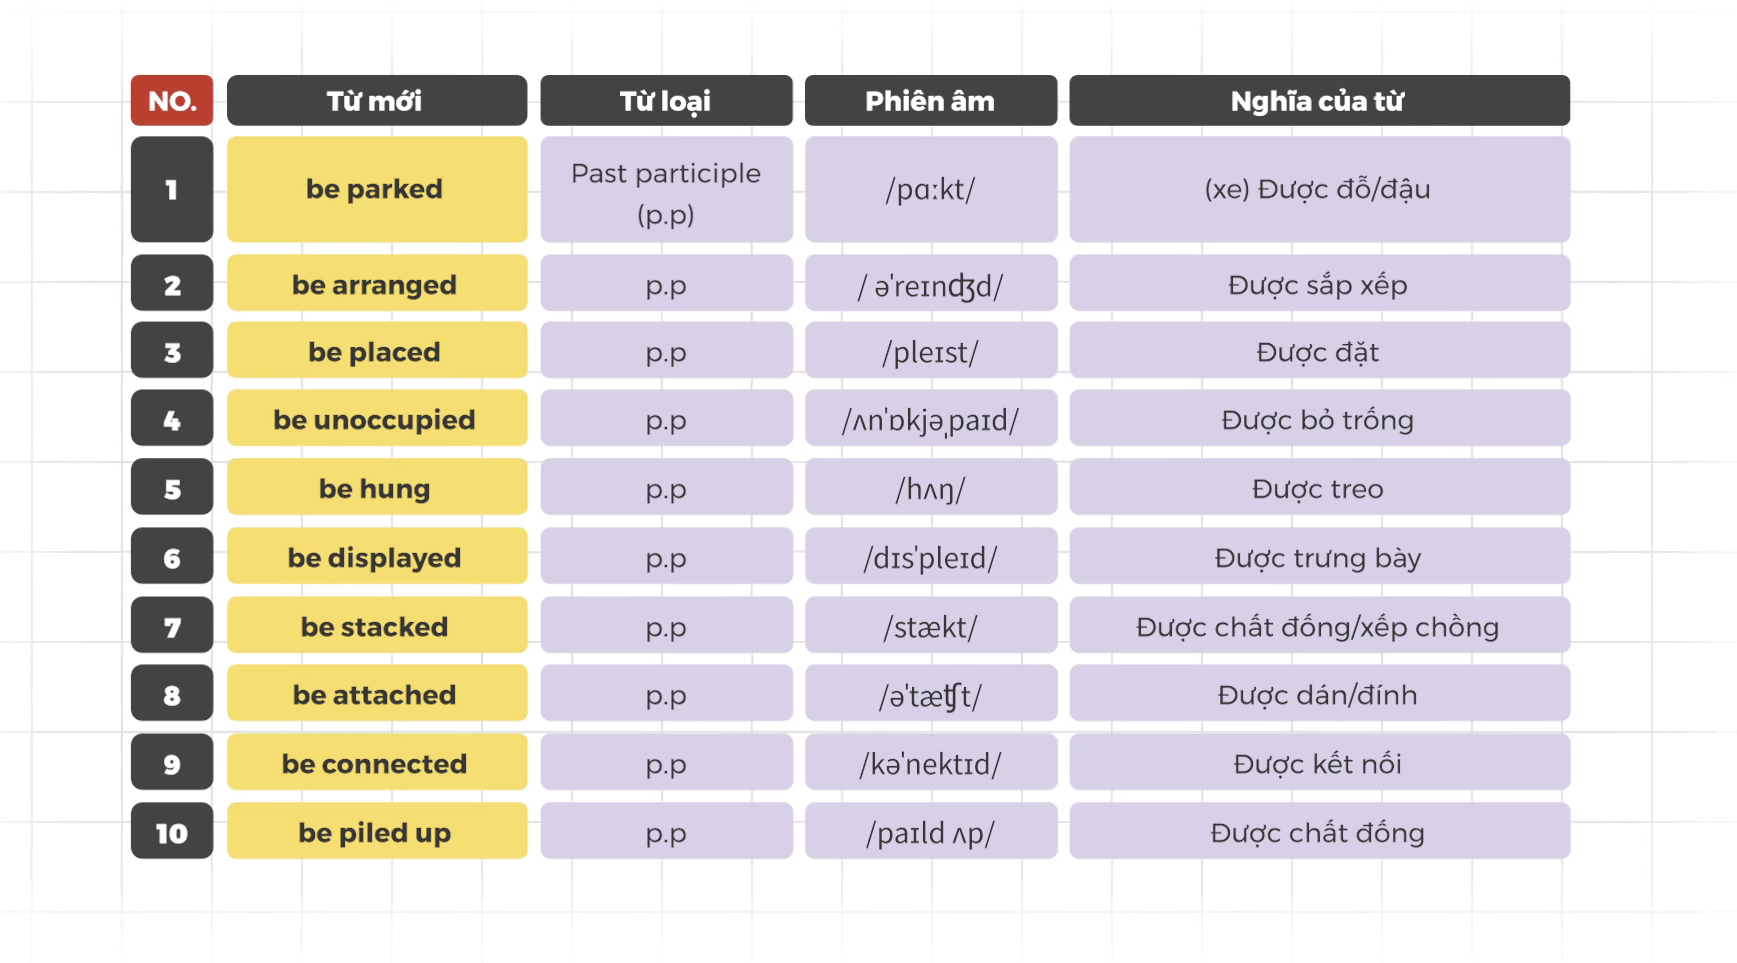 NO. Từ mới Từ loại Phiên âm Nghĩa của từ
1 be parked Past participle (p.p) /pɑːkt/ (xe) Được đỗ/đậu
2 be arranged p.p / əˈreɪnʤd/ Được sắp xếp
3 be placed p.p /pleɪst/ Được đặt
4 be unoccupied p.p /ʌnˈɒkjəˌpaɪd/ Được bỏ trống
5 be hung p.p /hʌŋ/ Được treo
6 be displayed p.p /dɪsˈpleɪd/ Được trưng bày
7 be stacked p.p /stækt/ Được chất đống/xếp chồng
8 be attached p.p /əˈtæʧt/ Được dán/đính
9 be connected p.p /kəˈnektɪd/ Được kết nối
10 be piled up p.p /paɪld ʌp/ Được chất đống